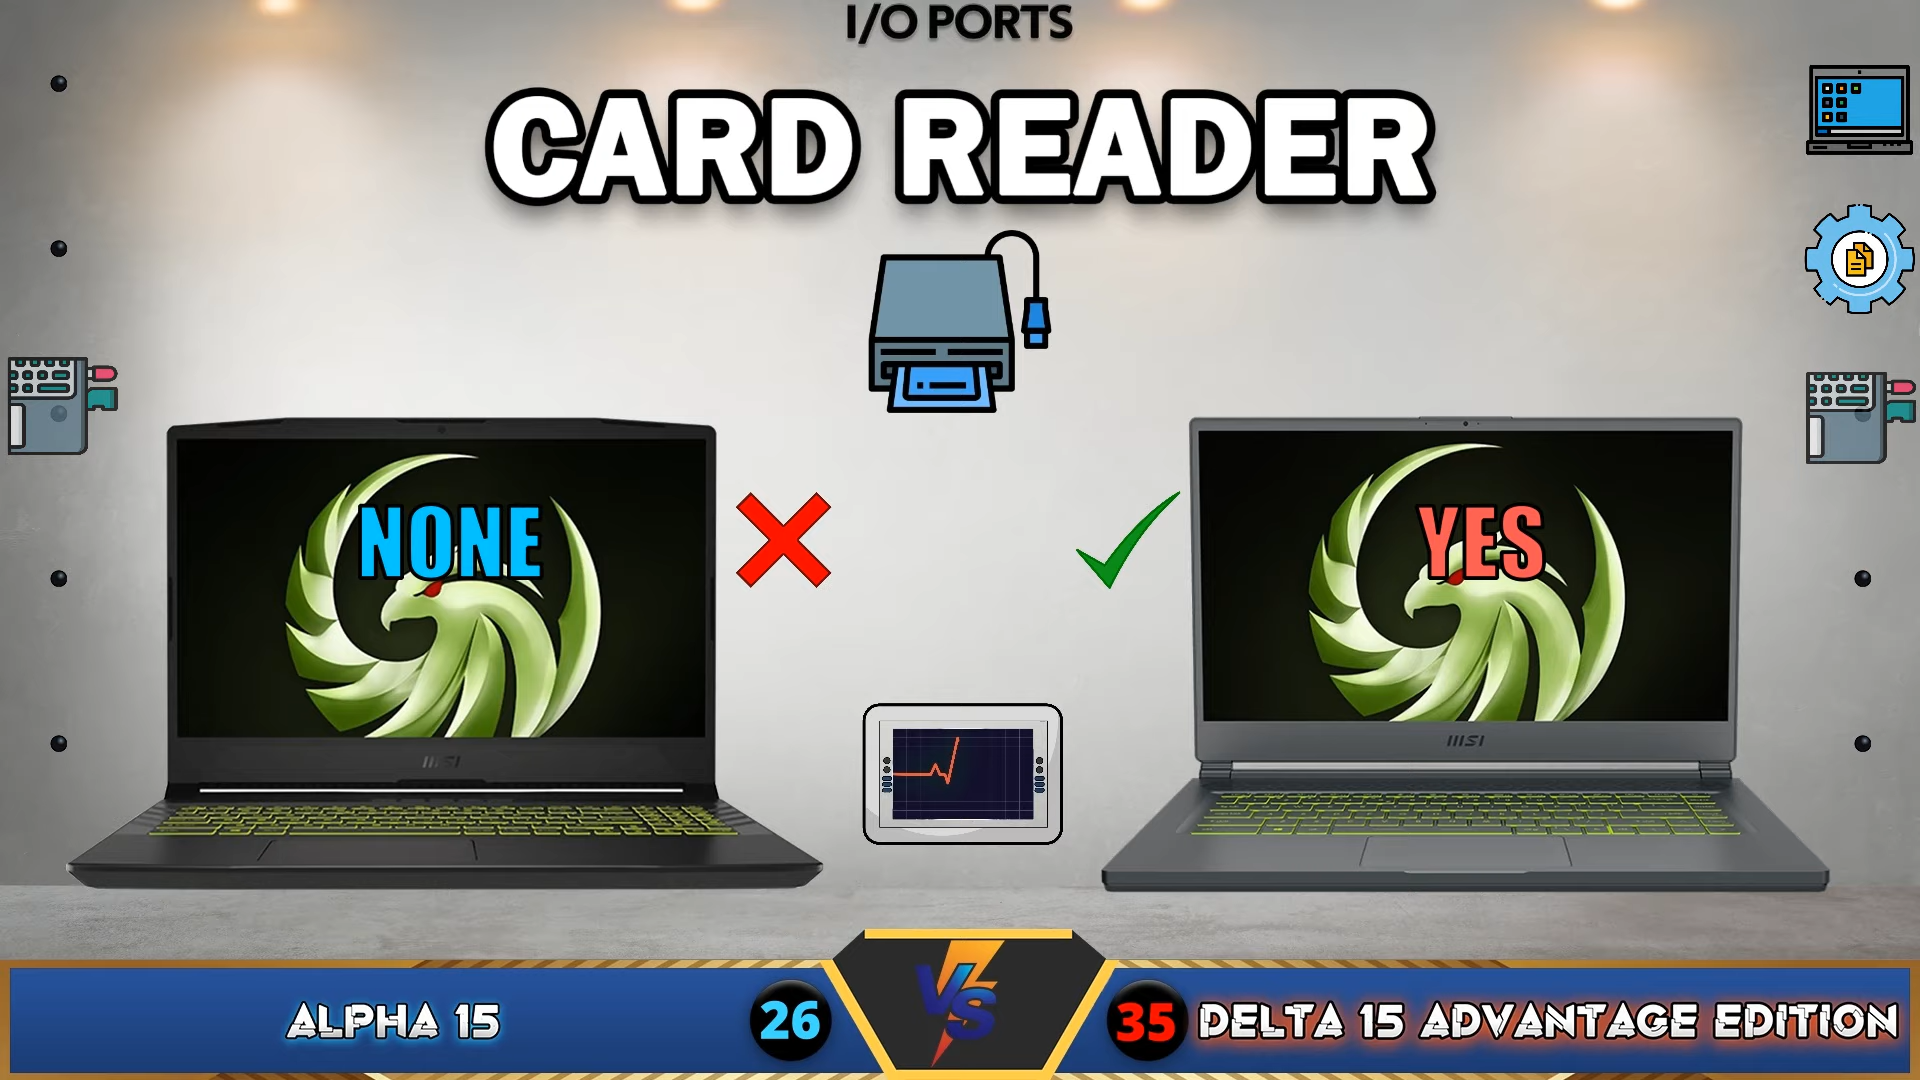 I/O PORTS
CARD READER
NONE
YES
msi
msi
VS
ALPHA 15
26
35
DELTA 15 ADVANTAGE EDITION